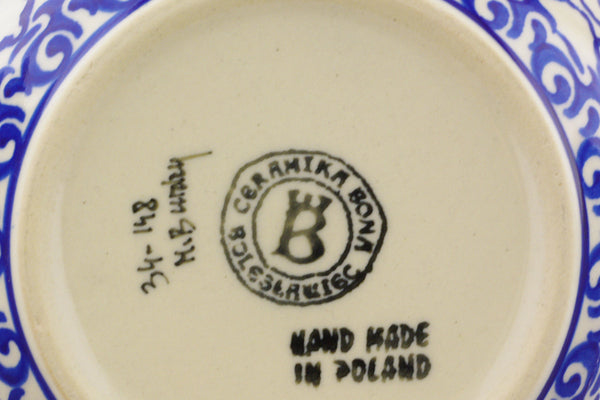 CERAMIKA BONA
BOLESŁAWIEC
B
34-148
HAND MADE
IN POLAND